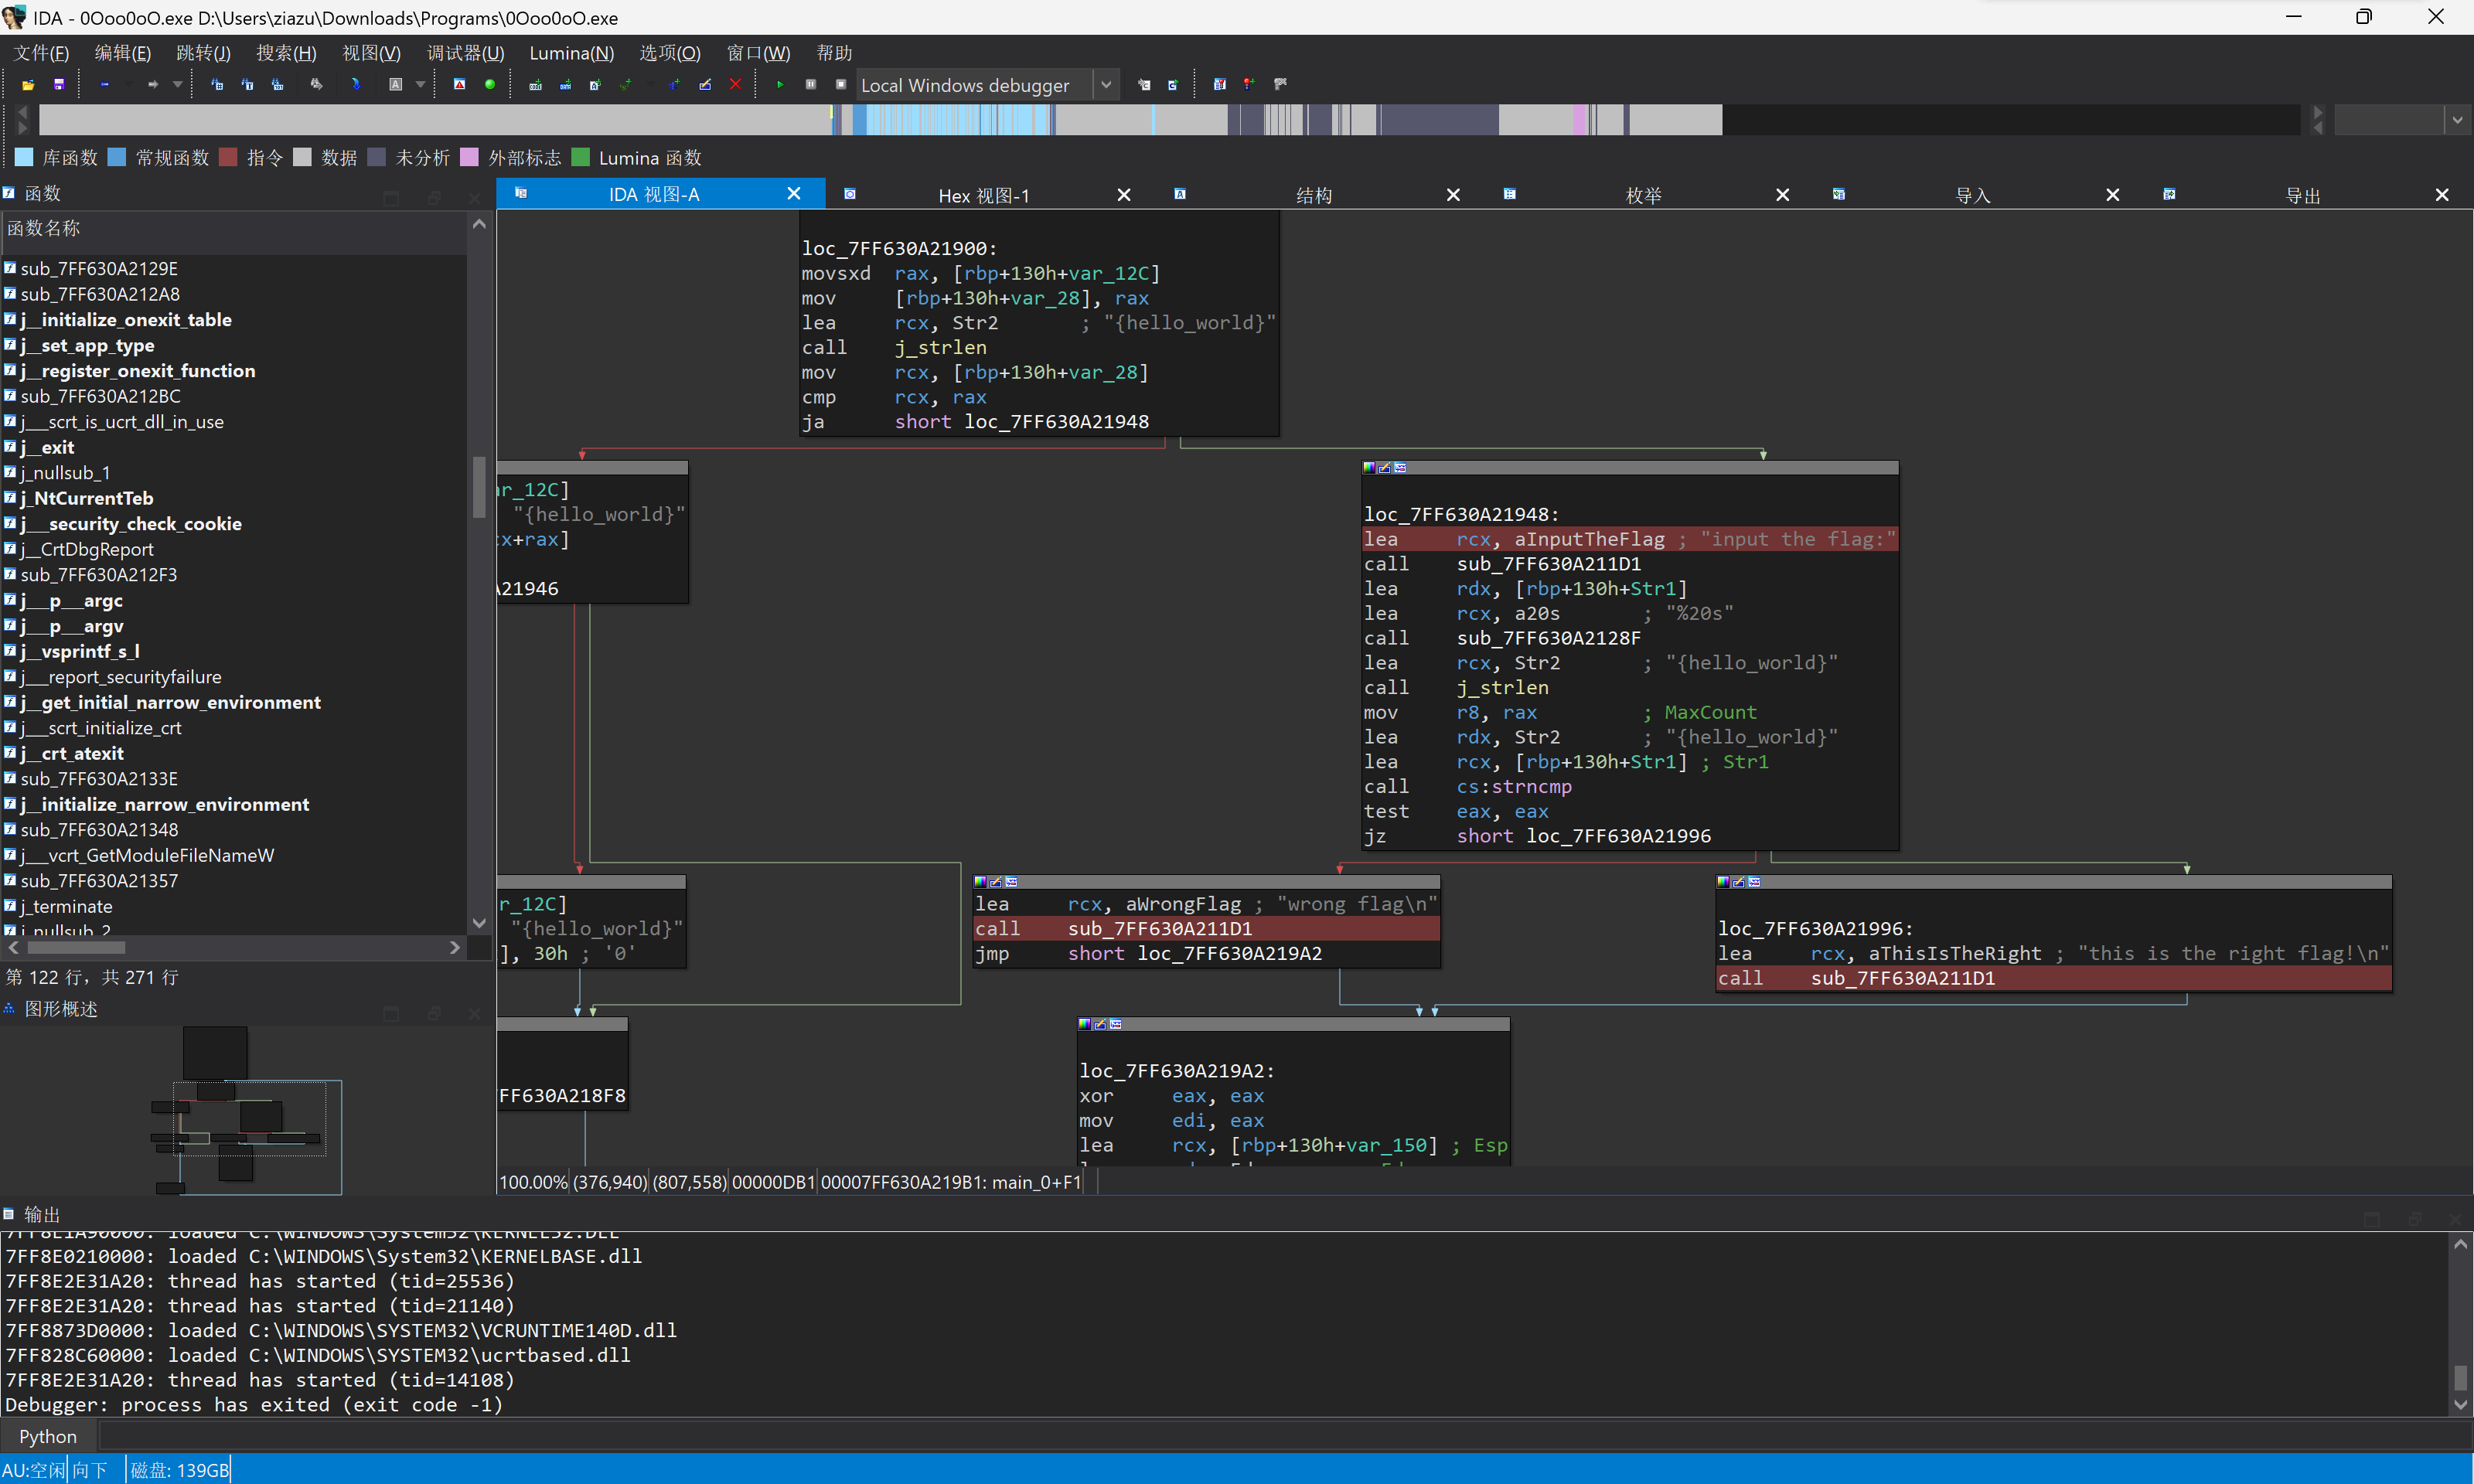 IDA - 0Ooo0oO.exe D:\Users\ziazu\Downloads\Programs\0Ooo0oO.exe
文件(F) 编辑(E) 跳转(J) 搜索(H) 视图(V) 调试器(U) Lumina(N) 选项(O) 窗口(W) 帮助
Local Windows debugger
库函数 常规函数 指令 数据 未分析 外部标志 Lumina 函数
函数
函数名称
sub_7FF630A2129E
sub_7FF630A212A8
j__initialize_onexit_table
j__set_app_type
j__register_onexit_function
sub_7FF630A212BC
j___scrt_is_ucrt_dll_in_use
j__exit
j_nullsub_1
j_NtCurrentTeb
j___security_check_cookie
j__CrtDbgReport
sub_7FF630A212F3
j___p___argc
j___p___argv
j__vsprintf_s_l
j___report_securityfailure
j__get_initial_narrow_environment
j___scrt_initialize_crt
j__crt_atexit
sub_7FF630A2133E
j__initialize_narrow_environment
sub_7FF630A21348
j___vcrt_GetModuleFileNameW
sub_7FF630A21357
j_terminate
j_nullsub_2
第 122 行，共 271 行
图形概述
IDA 视图-A Hex 视图-1 结构 枚举 导入 导出
loc_7FF630A21900:
movsxd rax, [rbp+130h+var_12C]
mov [rbp+130h+var_28], rax
lea rcx, Str2 ; "{hello_world}"
call j_strlen
mov rcx, [rbp+130h+var_28]
cmp rcx, rax
ja short loc_7FF630A21948
r_12C]
"{hello_world}"
x+rax]
21946
loc_7FF630A21948:
lea rcx, aInputTheFlag ; "input the flag:"
call sub_7FF630A211D1
lea rdx, [rbp+130h+Str1]
lea rcx, a20s ; "%20s"
call sub_7FF630A2128F
lea rcx, Str2 ; "{hello_world}"
call j_strlen
mov r8, rax ; MaxCount
lea rdx, Str2 ; "{hello_world}"
lea rcx, [rbp+130h+Str1] ; Str1
call cs:strncmp
test eax, eax
jz short loc_7FF630A21996
r_12C]
"{hello_world}"
], 30h ; '0'
lea rcx, aWrongFlag ; "wrong flag\n"
call sub_7FF630A211D1
jmp short loc_7FF630A219A2
loc_7FF630A21996:
lea rcx, aThisIsTheRight ; "this is the right flag!\n"
call sub_7FF630A211D1
FF630A218F8
loc_7FF630A219A2:
xor eax, eax
mov edi, eax
lea rcx, [rbp+130h+var_150] ; Esp
100.00% (376,940) (807,558) 00000DB1 00007FF630A219B1: main_0+F1
输出
7FF8E1A90000: loaded C:\WINDOWS\System32\KERNEL32.DLL
7FF8E0210000: loaded C:\WINDOWS\System32\KERNELBASE.dll
7FF8E2E31A20: thread has started (tid=25536)
7FF8E2E31A20: thread has started (tid=21140)
7FF8873D0000: loaded C:\WINDOWS\SYSTEM32\VCRUNTIME140D.dll
7FF828C60000: loaded C:\WINDOWS\SYSTEM32\ucrtbased.dll
7FF8E2E31A20: thread has started (tid=14108)
Debugger: process has exited (exit code -1)
Python
AU:空闲 向下 磁盘: 139GB